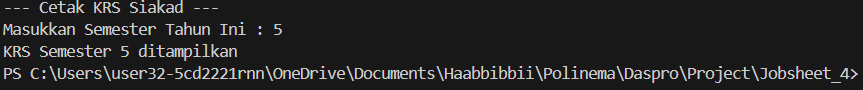 --- Cetak KRS Siakad ---
Masukkan Semester Tahun Ini : 5
KRS Semester 5 ditampilkan
PS C:\Users\user32-5cd2221rnn\OneDrive\Documents\Haabbibbii\Polinema\Daspro\Project\Jobsheet_4>